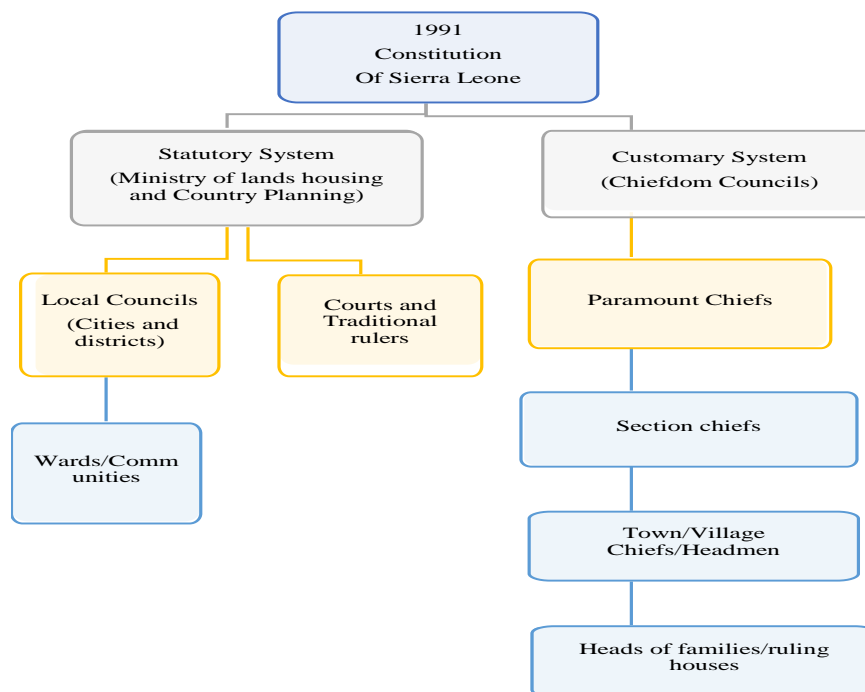 1991
Constitution
Of Sierra Leone
Statutory System
(Ministry of lands housing
and Country Planning)
Customary System
(Chiefdom Councils)
Local Councils
(Cities and
districts)
Courts and
Traditional
rulers
Paramount Chiefs
Wards/Comm
unities
Section chiefs
Town/Village
Chiefs/Headmen
Heads of families/ruling
houses